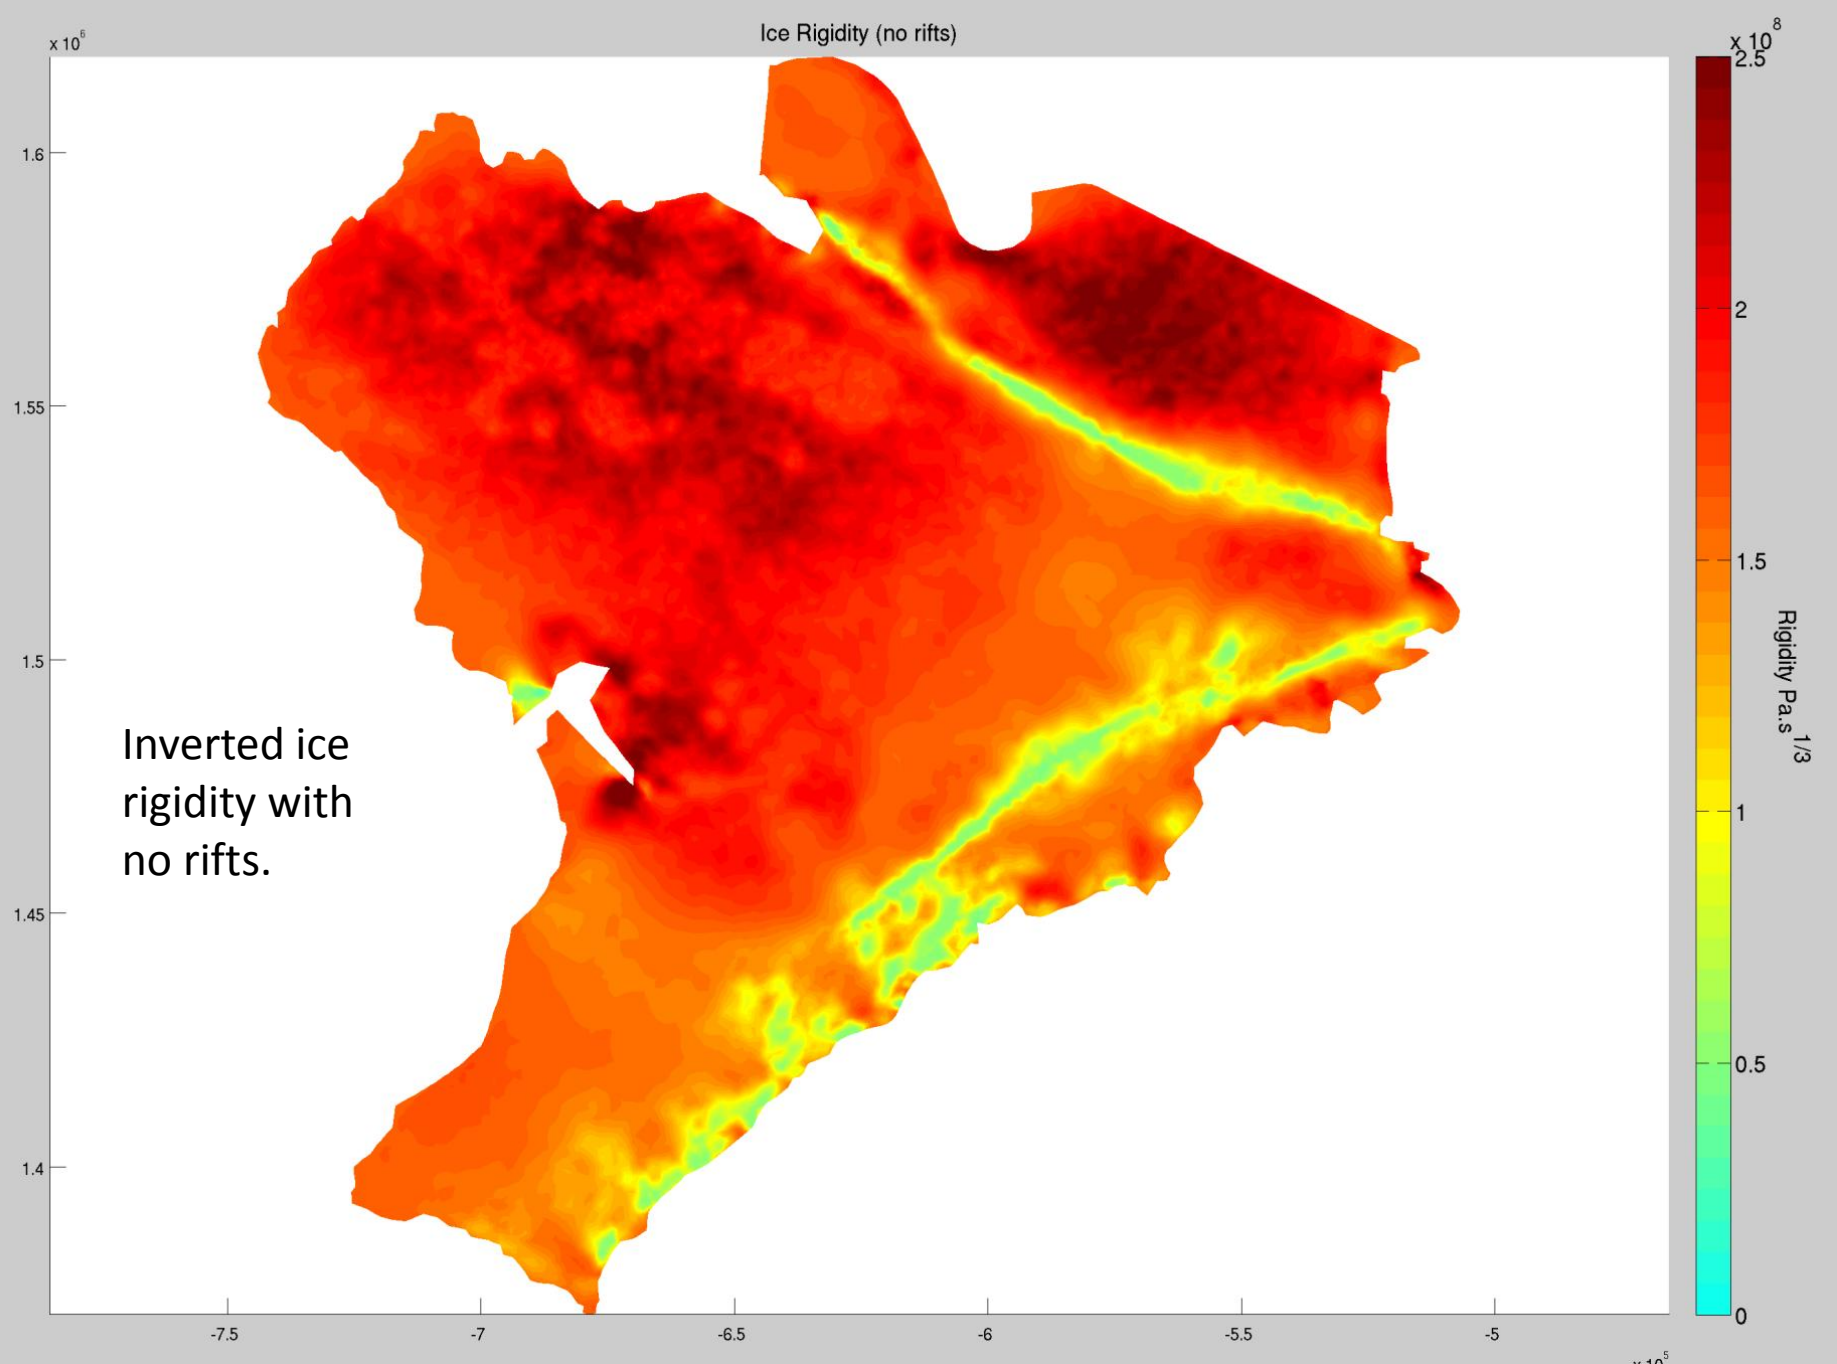 Ice Rigidity (no rifts)
x 10^6
1.6
1.55
1.5
1.45
1.4
Inverted ice
rigidity with
no rifts.
-7.5
-7
-6.5
-6
-5.5
-5
x 10^5
x 10^8
2.5
2
1.5
1
0.5
0
Rigidity Pa.s^1/3